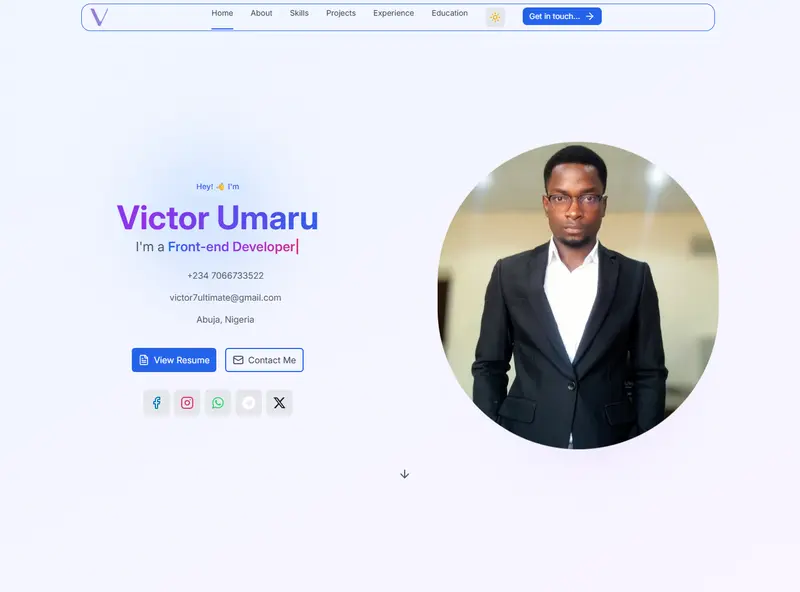 V
Home About Skills Projects Experience Education Get in touch...
Hey! 🤙 I'm
Victor Umaru
I'm a Front-end Developer
+234 7066733522
victor7ultimate@gmail.com
Abuja, Nigeria
View Resume Contact Me